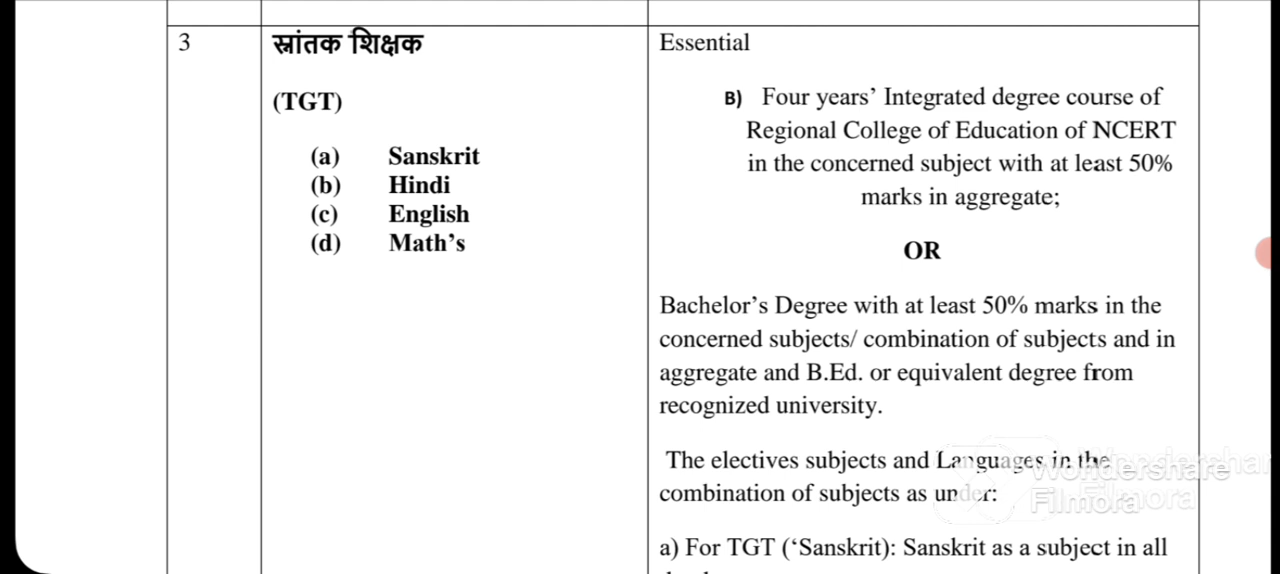 3
स्नांतक शिक्षक
(TGT)
(a) Sanskrit
(b) Hindi
(c) English
(d) Math's
Essential
B) Four years' Integrated degree course of
Regional College of Education of NCERT
in the concerned subject with at least 50%
marks in aggregate;
OR
Bachelor's Degree with at least 50% marks in the
concerned subjects/ combination of subjects and in
aggregate and B.Ed. or equivalent degree from
recognized university.
The electives subjects and Languages in the
combination of subjects as under:
a) For TGT ('Sanskrit): Sanskrit as a subject in all
Wondershare
Filmora